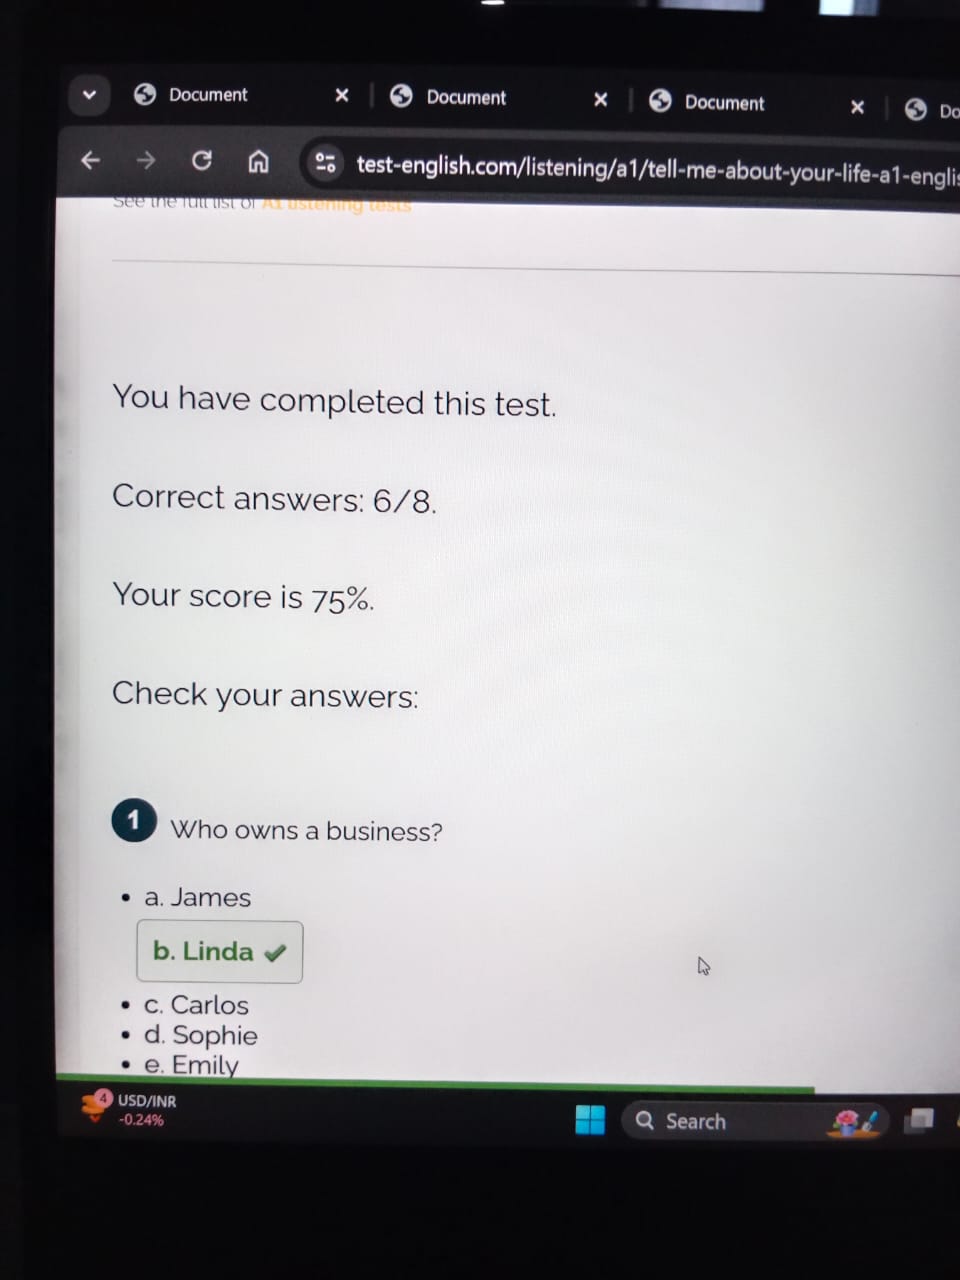 Document
Document
Document
Do
test-english.com/listening/a1/tell-me-about-your-life-a1-englis
See the full list of A1 listening tests
You have completed this test.
Correct answers: 6/8.
Your score is 75%.
Check your answers:
1 Who owns a business?
a. James
b. Linda
c. Carlos
d. Sophie
e. Emily
4 USD/INR
-0.24%
Search